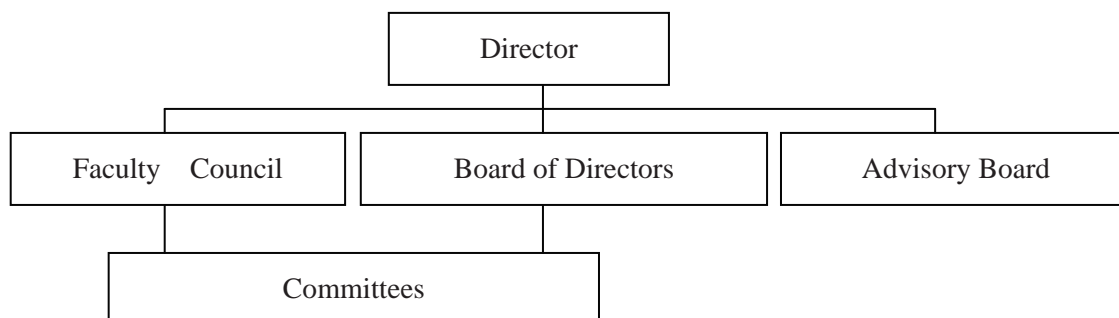 Director
Faculty Council
Board of Directors
Advisory Board
Committees